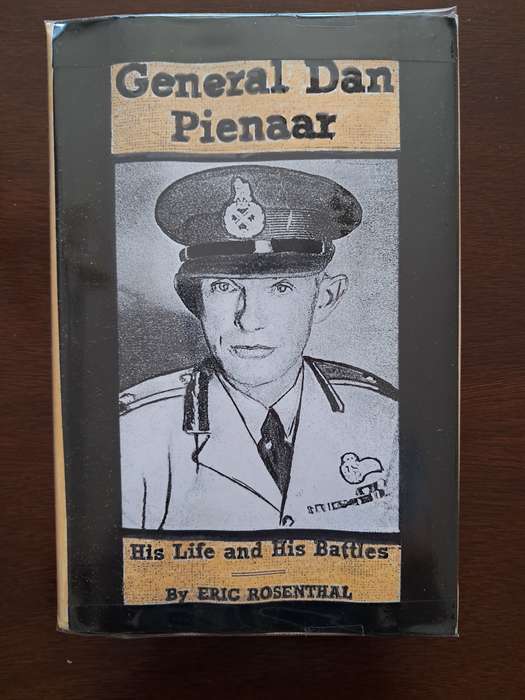 General Dan
Pienaar
His Life and His Battles
By ERIC ROSENTHAL